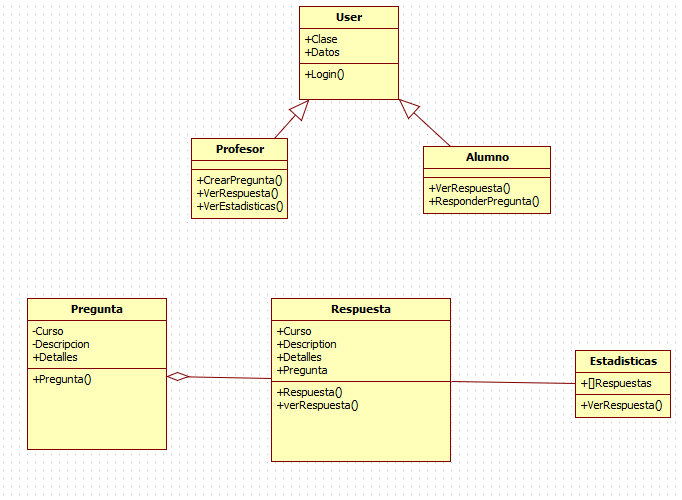 User
+Clase
+Datos
+Login()
Profesor
+CrearPregunta()
+VerRespuesta()
+VerEstadisticas()
Alumno
+VerRespuesta()
+ResponderPregunta()
Pregunta
-Curso
-Descripcion
+Detalles
+Pregunta()
Respuesta
+Curso
+Description
+Detalles
+Pregunta
+Respuesta()
+verRespuesta()
Estadisticas
+[]Respuestas
+VerRespuesta()